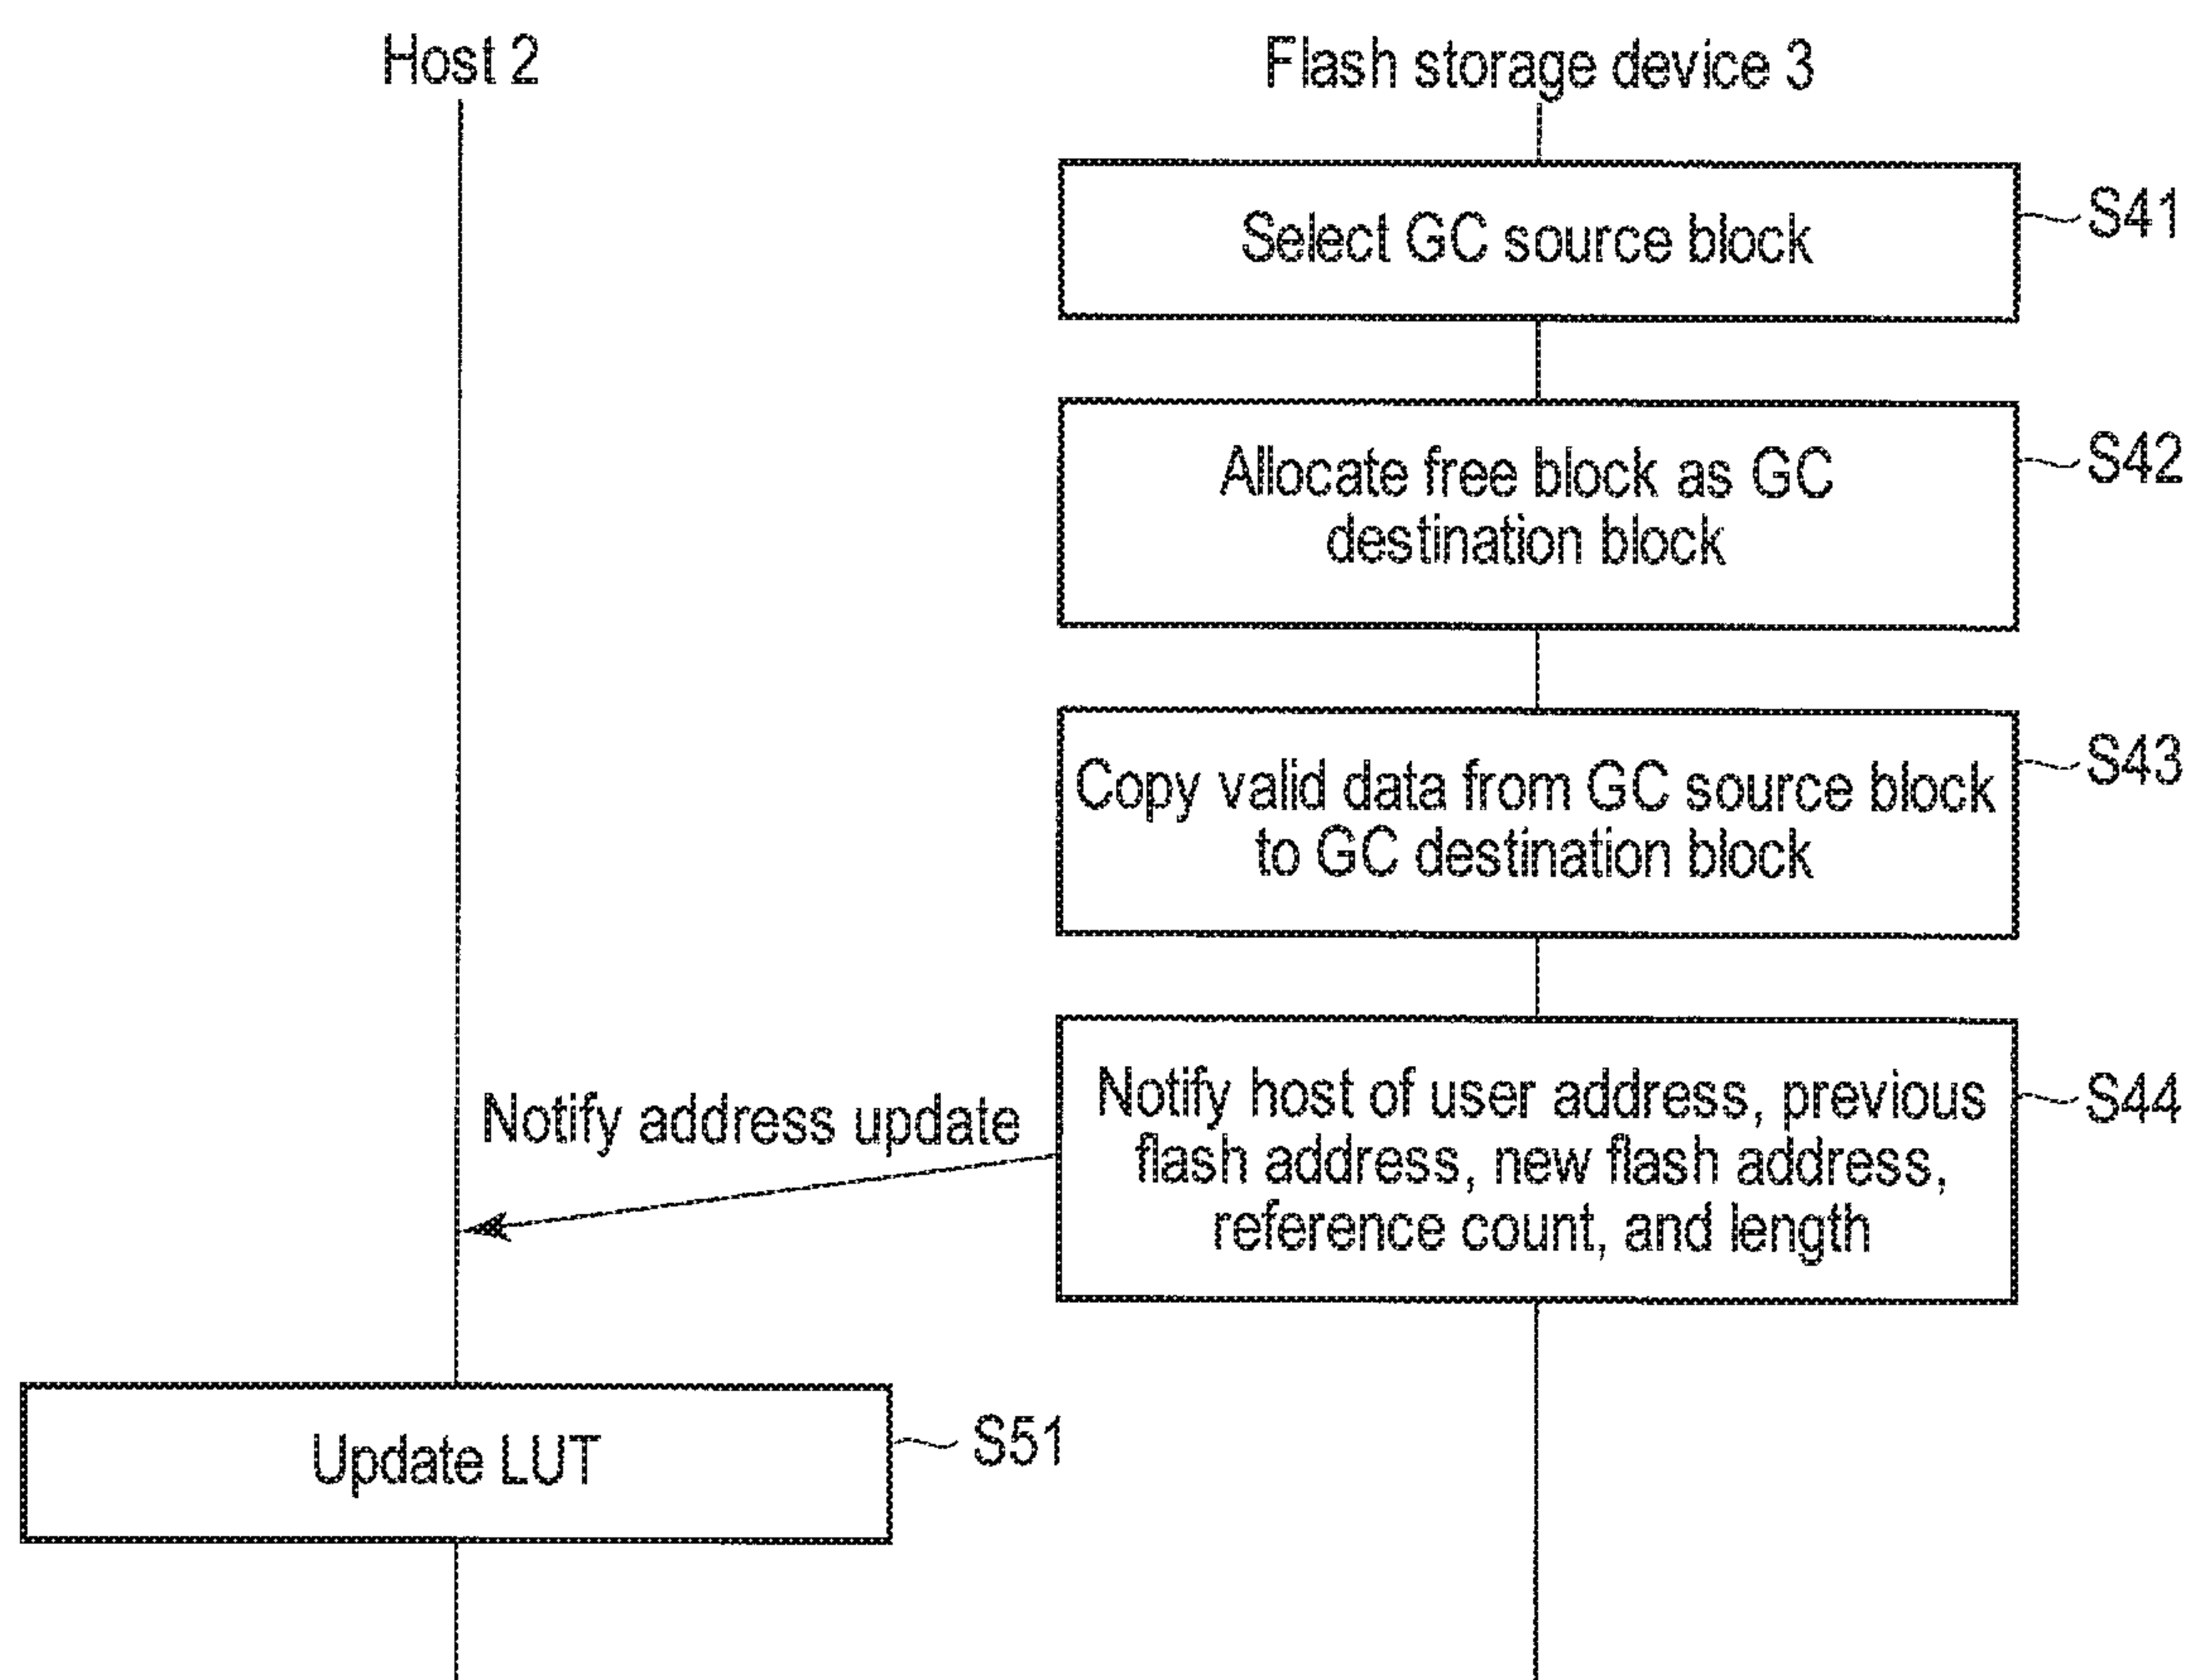 Host 2
Flash storage device 3
Select GC source block
S41
Allocate free block as GC
destination block
S42
Copy valid data from GC source block
to GC destination block
S43
Notify host of user address, previous
flash address, new flash address,
reference count, and length
S44
Notify address update
Update LUT
S51